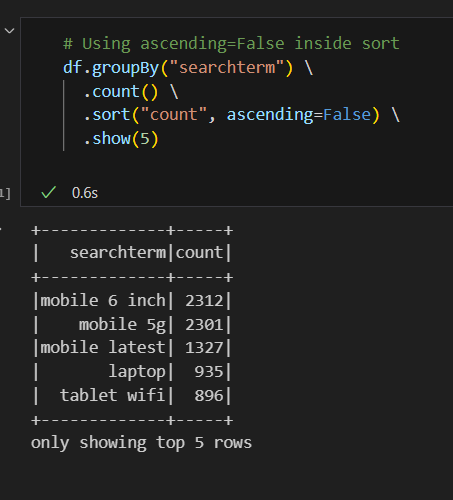 # Using ascending=False inside sort
df.groupBy("searchterm") \
  .count() \
  .sort("count", ascending=False) \
  .show(5)
1]
0.6s
+-------------+-----+
|   searchterm|count|
+-------------+-----+
|mobile 6 inch| 2312|
|    mobile 5g| 2301|
|mobile latest| 1327|
|       laptop|  935|
|  tablet wifi|  896|
+-------------+-----+
only showing top 5 rows